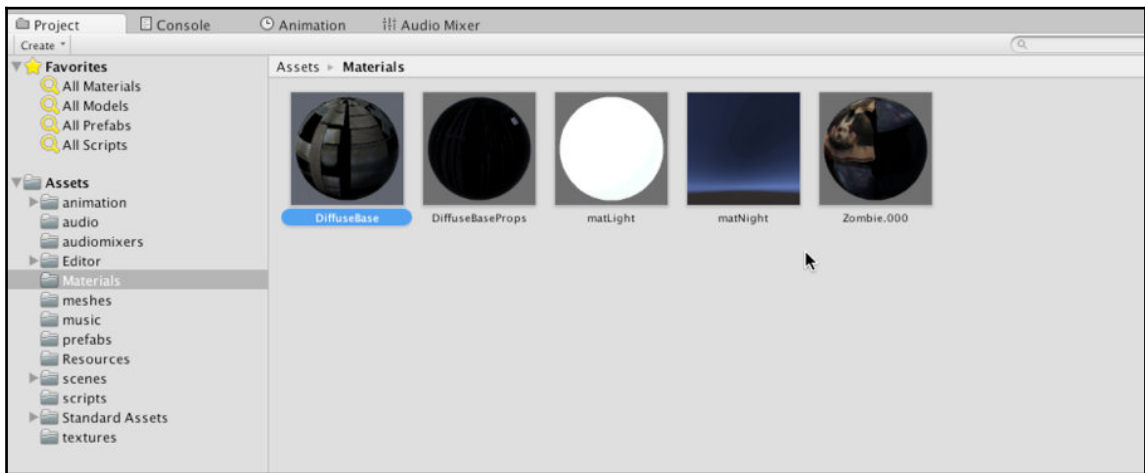 Project Console Animation Audio Mixer
Create
Favorites
All Materials
All Models
All Prefabs
All Scripts
Assets
animation
audio
audiomixers
Editor
Materials
meshes
music
prefabs
Resources
scenes
scripts
Standard Assets
textures
Assets Materials
DiffuseBase DiffuseBaseProps matLight matNight Zombie.000